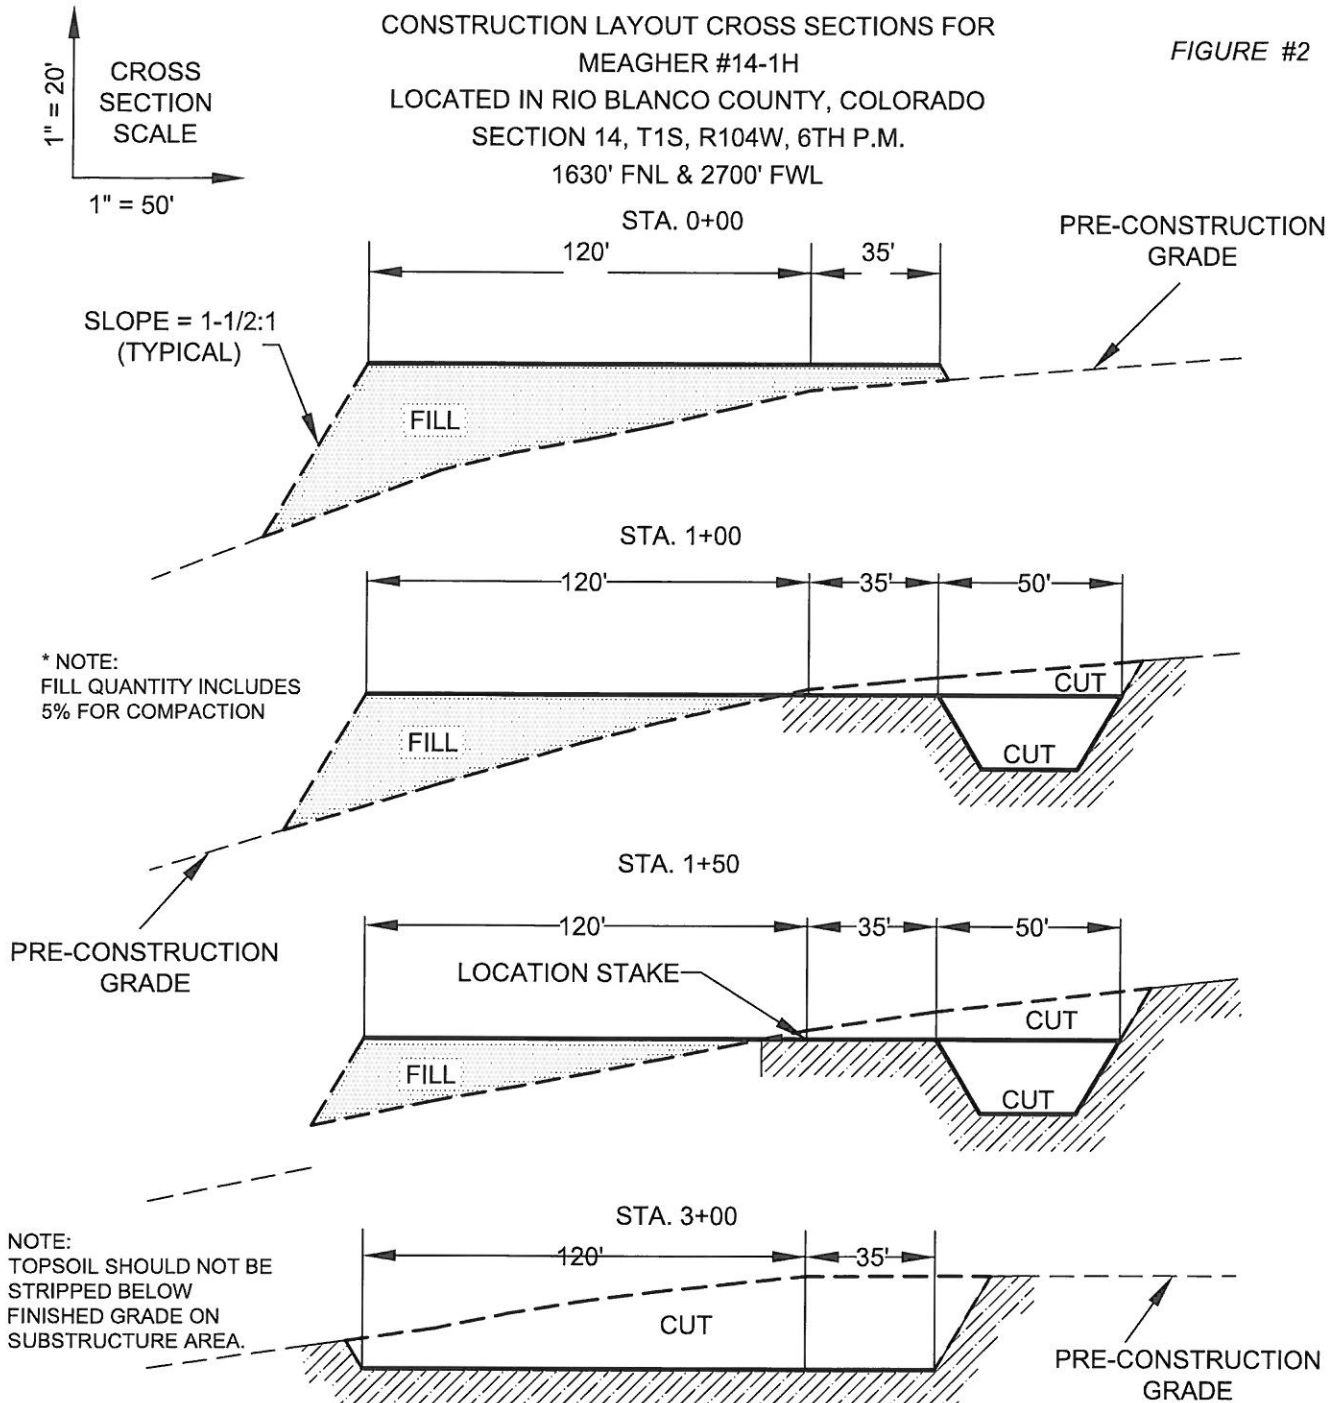 CONSTRUCTION LAYOUT CROSS SECTIONS FOR
MEAGHER #14-1H
LOCATED IN RIO BLANCO COUNTY, COLORADO
SECTION 14, T1S, R104W, 6TH P.M.
1630' FNL & 2700' FWL
FIGURE #2
1" = 20'
CROSS
SECTION
SCALE
1" = 50'
STA. 0+00
120'
35'
PRE-CONSTRUCTION
GRADE
SLOPE = 1-1/2:1
(TYPICAL)
FILL
STA. 1+00
120'
35'
50'
* NOTE:
FILL QUANTITY INCLUDES
5% FOR COMPACTION
CUT
FILL
CUT
STA. 1+50
120'
35'
50'
PRE-CONSTRUCTION
GRADE
LOCATION STAKE
CUT
FILL
CUT
STA. 3+00
NOTE:
TOPSOIL SHOULD NOT BE
STRIPPED BELOW
FINISHED GRADE ON
SUBSTRUCTURE AREA.
120'
35'
CUT
PRE-CONSTRUCTION
GRADE